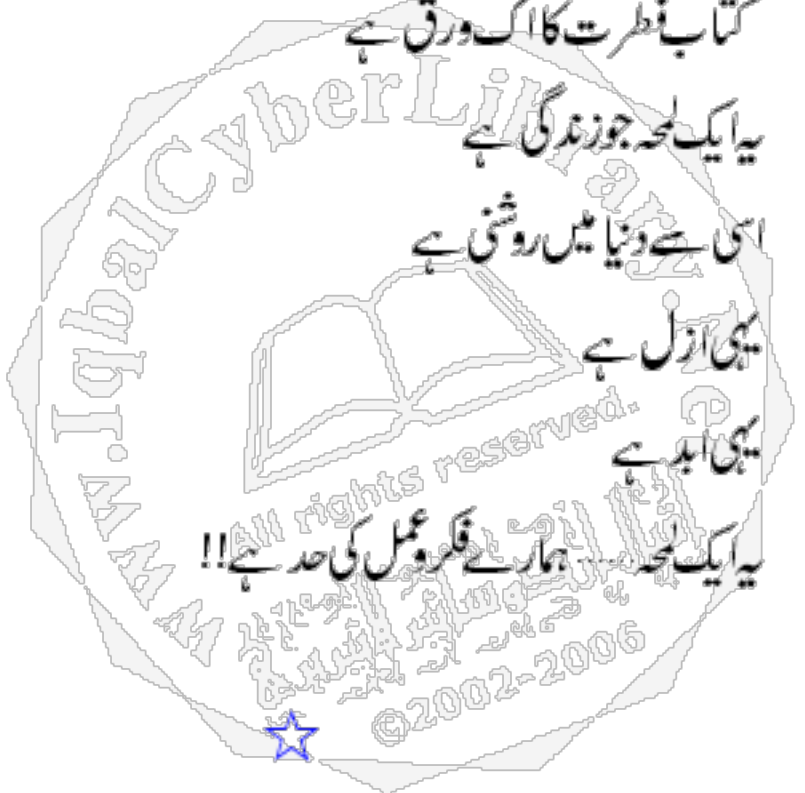 کتاب فطرت کا اک ورق ہے
یہ ایک لمحہ جو زندگی ہے
اسی سے دنیا میں روشنی ہے
یہی ازل ہے
یہی ابد ہے
یہ ایک لمحہ ..... ہمارے فکر و عمل کی حد ہے!!
www.IqbalCyberLibrary.net
All rights reserved.
©2002-2006